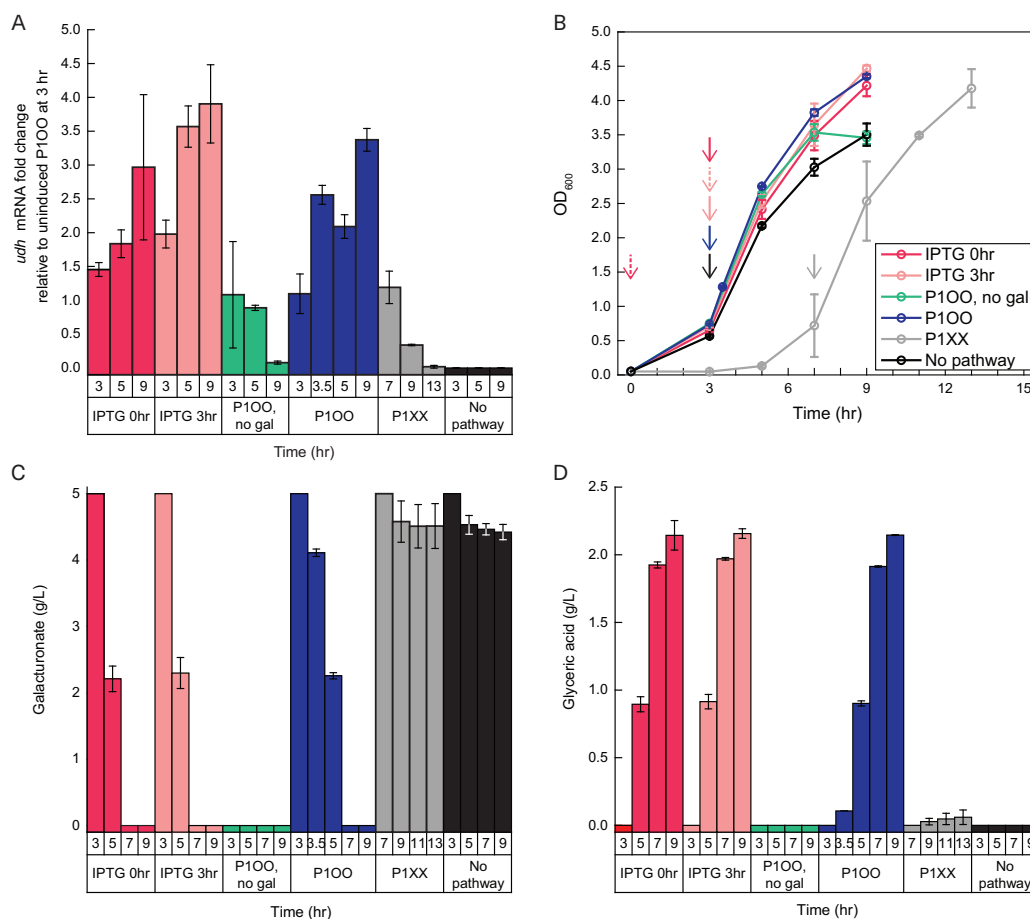 A
udh mRNA fold change
relative to uninduced P1OO at 3 hr
5.0
4.5
4.0
3.5
3.0
2.5
2.0
1.5
1.0
0.5
0.0
3 5 9 3 5 9 3 5 9 3 3.5 5 9 7 9 13 3 5 9
IPTG 0hr IPTG 3hr P1OO, no gal P1OO P1XX No pathway
Time (hr)
B
OD600
5.0
4.5
4.0
3.5
3.0
2.5
2.0
1.5
1.0
0.5
0.0
0 3 6 9 12 15
Time (hr)
IPTG 0hr
IPTG 3hr
P1OO, no gal
P1OO
P1XX
No pathway
C
Galacturonate (g/L)
5
4
3
2
1
0
3 5 7 9 3 5 7 9 3 5 7 9 3 3.5 5 7 9 7 9 11 13 3 5 7 9
IPTG 0hr IPTG 3hr P1OO, no gal P1OO P1XX No pathway
Time (hr)
D
Glyceric acid (g/L)
2.5
2.0
1.5
1.0
0.5
0.0
3 5 7 9 3 5 7 9 3 5 7 9 3 3.5 5 7 9 7 9 11 13 3 5 7 9
IPTG 0hr IPTG 3hr P1OO, no gal P1OO P1XX No pathway
Time (hr)